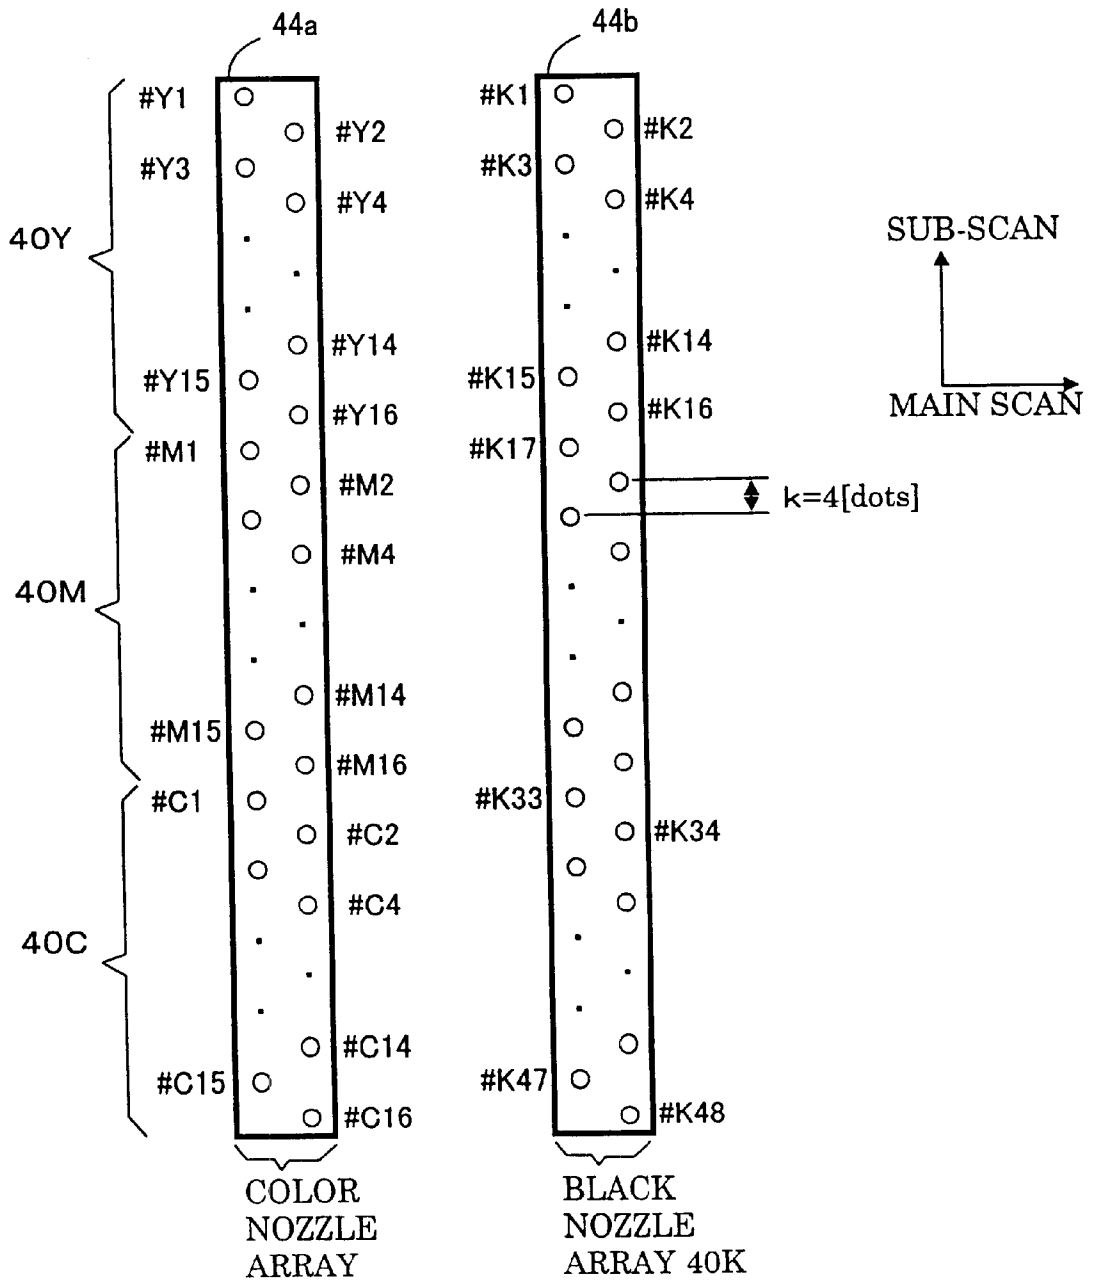 44a
44b
#Y1
#K1
#Y2
#K2
#Y3
#K3
#Y4
#K4
40Y
SUB-SCAN
#Y14
#K14
#Y15
#K15
MAIN SCAN
#Y16
#K16
#M1
#K17
#M2
k=4[dots]
#M4
40M
#M14
#M15
#M16
#C1
#K33
#C2
#K34
#C4
40C
#C14
#C15
#K47
#C16
#K48
COLOR
NOZZLE
ARRAY
BLACK
NOZZLE
ARRAY 40K